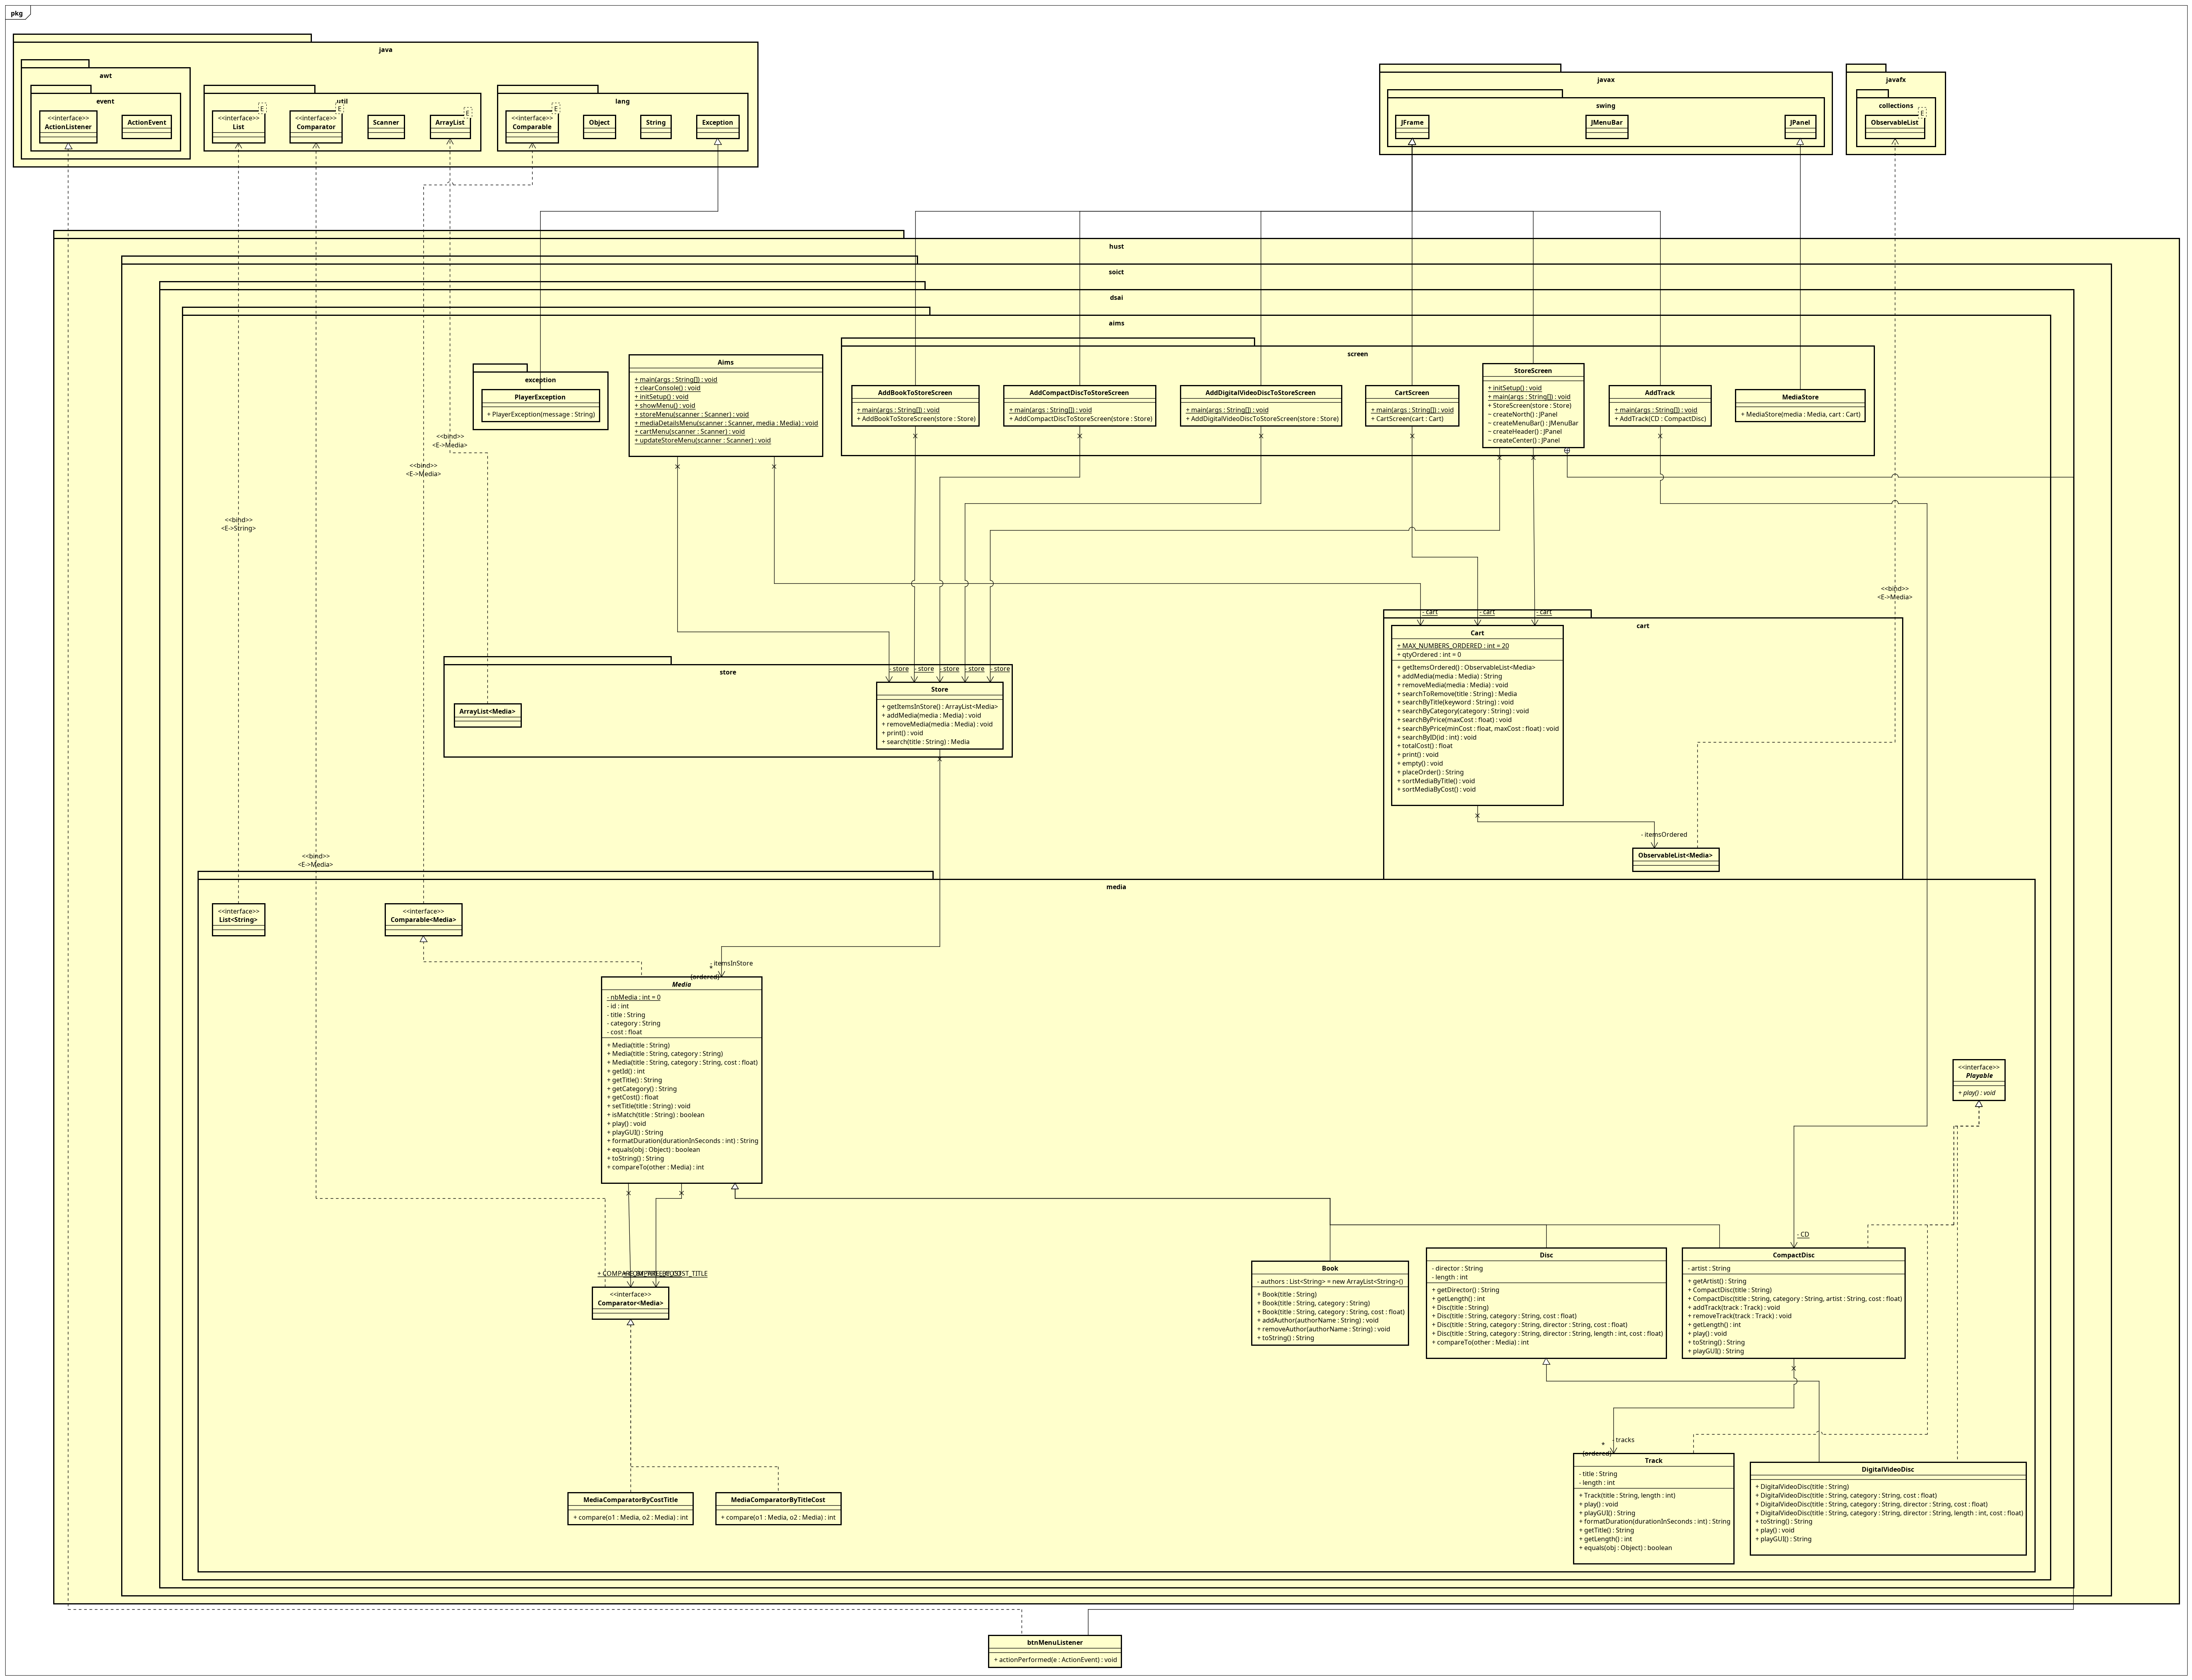 pkg
java
awt
event
<<interface>>
ActionListener
ActionEvent
util
<<interface>>
List
E
<<interface>>
Comparator
E
Scanner
ArrayList
E
lang
<<interface>>
Comparable
E
Object
String
Exception
javax
swing
JFrame
JMenuBar
JPanel
javafx
collections
ObservableList
E
hust
soict
dsai
aims
exception
PlayerException
+ PlayerException(message : String)
Aims
+ main(args : String[]) : void
+ clearConsole() : void
+ initSetup() : void
+ showMenu() : void
+ storeMenu(scanner : Scanner) : void
+ mediaDetailsMenu(scanner : Scanner, media : Media) : void
+ cartMenu(scanner : Scanner) : void
+ updateStoreMenu(scanner : Scanner) : void
screen
AddBookToStoreScreen
+ main(args : String[]) : void
+ AddBookToStoreScreen(store : Store)
AddCompactDiscToStoreScreen
+ main(args : String[]) : void
+ AddCompactDiscToStoreScreen(store : Store)
AddDigitalVideoDiscToStoreScreen
+ main(args : String[]) : void
+ AddDigitalVideoDiscToStoreScreen(store : Store)
CartScreen
+ main(args : String[]) : void
+ CartScreen(cart : Cart)
StoreScreen
+ initSetup() : void
+ main(args : String[]) : void
+ StoreScreen(store : Store)
~ createNorth() : JPanel
~ createMenuBar() : JMenuBar
~ createHeader() : JPanel
~ createCenter() : JPanel
AddTrack
+ main(args : String[]) : void
+ AddTrack(CD : CompactDisc)
MediaStore
+ MediaStore(media : Media, cart : Cart)
<<bind>>
<E->Media>
<<bind>>
<E->Media>
<<bind>>
<E->String>
<<bind>>
<E->Media>
<<bind>>
<E->Media>
store
ArrayList<Media>
- store
- store
- store
- store
- store
Store
+ getItemsInStore() : ArrayList<Media>
+ addMedia(media : Media) : void
+ removeMedia(media : Media) : void
+ print() : void
+ search(title : String) : Media
- cart
- cart
- cart
cart
Cart
+ MAX_NUMBERS_ORDERED : int = 20
+ qtyOrdered : int = 0
+ getItemsOrdered() : ObservableList<Media>
+ addMedia(media : Media) : String
+ removeMedia(media : Media) : void
+ searchToRemove(title : String) : Media
+ searchByTitle(keyword : String) : void
+ searchByCategory(category : String) : void
+ searchByPrice(maxCost : float) : void
+ searchByPrice(minCost : float, maxCost : float) : void
+ searchByID(id : int) : void
+ totalCost() : float
+ print() : void
+ empty() : void
+ placeOrder() : String
+ sortMediaByTitle() : void
+ sortMediaByCost() : void
- itemsOrdered
ObservableList<Media>
media
<<interface>>
List<String>
<<interface>>
Comparable<Media>
- itemsInStore
*
{ordered}
Media
- nbMedia : int = 0
- id : int
- title : String
- category : String
- cost : float
+ Media(title : String)
+ Media(title : String, category : String)
+ Media(title : String, category : String, cost : float)
+ getId() : int
+ getTitle() : String
+ getCategory() : String
+ getCost() : float
+ setTitle(title : String) : void
+ isMatch(title : String) : boolean
+ play() : void
+ playGUI() : String
+ formatDuration(durationInSeconds : int) : String
+ equals(obj : Object) : boolean
+ toString() : String
+ compareTo(other : Media) : int
<<interface>>
Playable
+ play() : void
<<interface>>
Comparator<Media>
MediaComparatorByCostTitle
+ compare(o1 : Media, o2 : Media) : int
MediaComparatorByTitleCost
+ compare(o1 : Media, o2 : Media) : int
Book
- authors : List<String> = new ArrayList<String>()
+ Book(title : String)
+ Book(title : String, category : String)
+ Book(title : String, category : String, cost : float)
+ addAuthor(authorName : String) : void
+ removeAuthor(authorName : String) : void
+ toString() : String
Disc
- director : String
- length : int
+ getDirector() : String
+ getLength() : int
+ Disc(title : String)
+ Disc(title : String, category : String, cost : float)
+ Disc(title : String, category : String, director : String, cost : float)
+ Disc(title : String, category : String, director : String, length : int, cost : float)
+ compareTo(other : Media) : int
- CD
CompactDisc
- artist : String
+ getArtist() : String
+ CompactDisc(title : String)
+ CompactDisc(title : String, category : String, artist : String, cost : float)
+ addTrack(track : Track) : void
+ removeTrack(track : Track) : void
+ getLength() : int
+ play() : void
+ toString() : String
+ playGUI() : String
- tracks
*
{ordered}
Track
- title : String
- length : int
+ Track(title : String, length : int)
+ play() : void
+ playGUI() : String
+ formatDuration(durationInSeconds : int) : String
+ getTitle() : String
+ getLength() : int
+ equals(obj : Object) : boolean
DigitalVideoDisc
+ DigitalVideoDisc(title : String)
+ DigitalVideoDisc(title : String, category : String, cost : float)
+ DigitalVideoDisc(title : String, category : String, director : String, cost : float)
+ DigitalVideoDisc(title : String, category : String, director : String, length : int, cost : float)
+ toString() : String
+ play() : void
+ playGUI() : String
btnMenuListener
+ actionPerformed(e : ActionEvent) : void